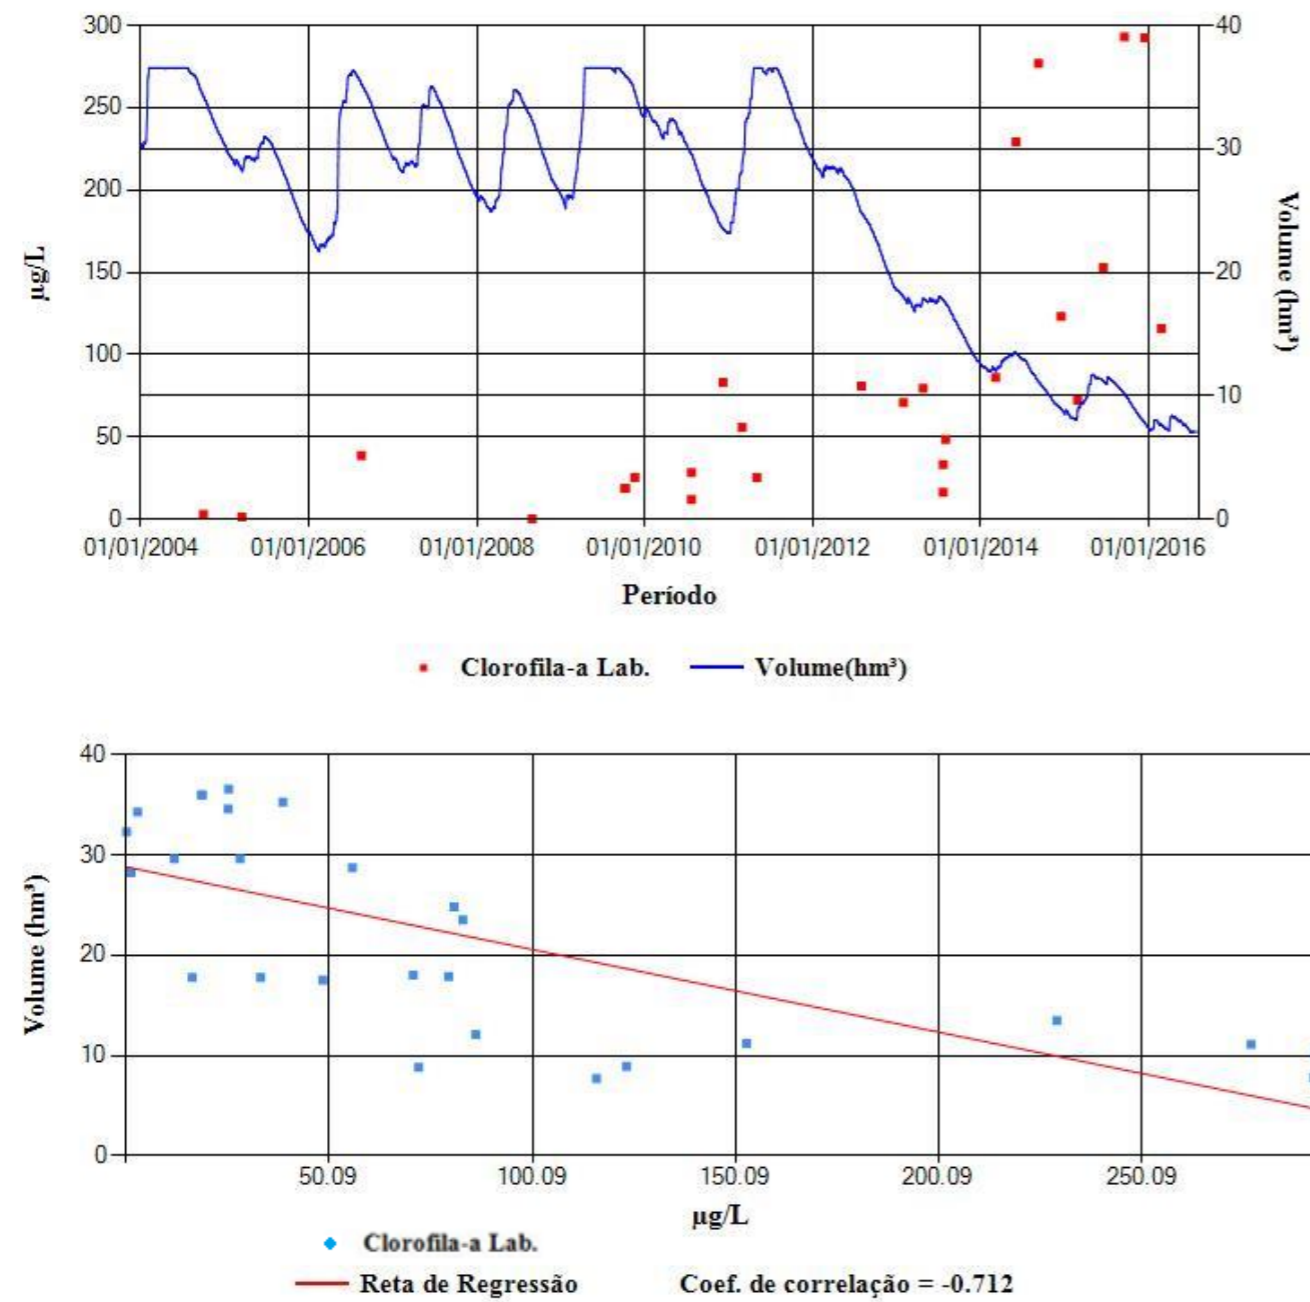 300
250
200
150
100
50
0
40
30
20
10
0
µg/L
Volume (hm³)
01/01/2004 01/01/2006 01/01/2008 01/01/2010 01/01/2012 01/01/2014 01/01/2016
Período
Clorofila-a Lab. Volume(hm³)
40
30
20
10
0
Volume (hm³)
50.09 100.09 150.09 200.09 250.09
µg/L
Clorofila-a Lab.
Reta de Regressão Coef. de correlação = -0.712